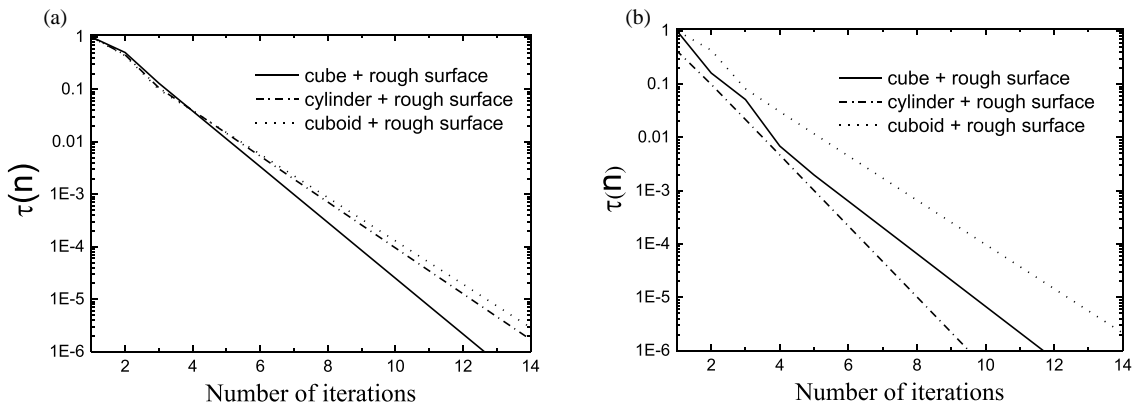 (a)
1
0.1
0.01
1E-3
1E-4
1E-5
1E-6
τ(n)
cube + rough surface
cylinder + rough surface
cuboid + rough surface
2 4 6 8 10 12 14
Number of iterations
(b)
1
0.1
0.01
1E-3
1E-4
1E-5
1E-6
τ(n)
cube + rough surface
cylinder + rough surface
cuboid + rough surface
2 4 6 8 10 12 14
Number of iterations